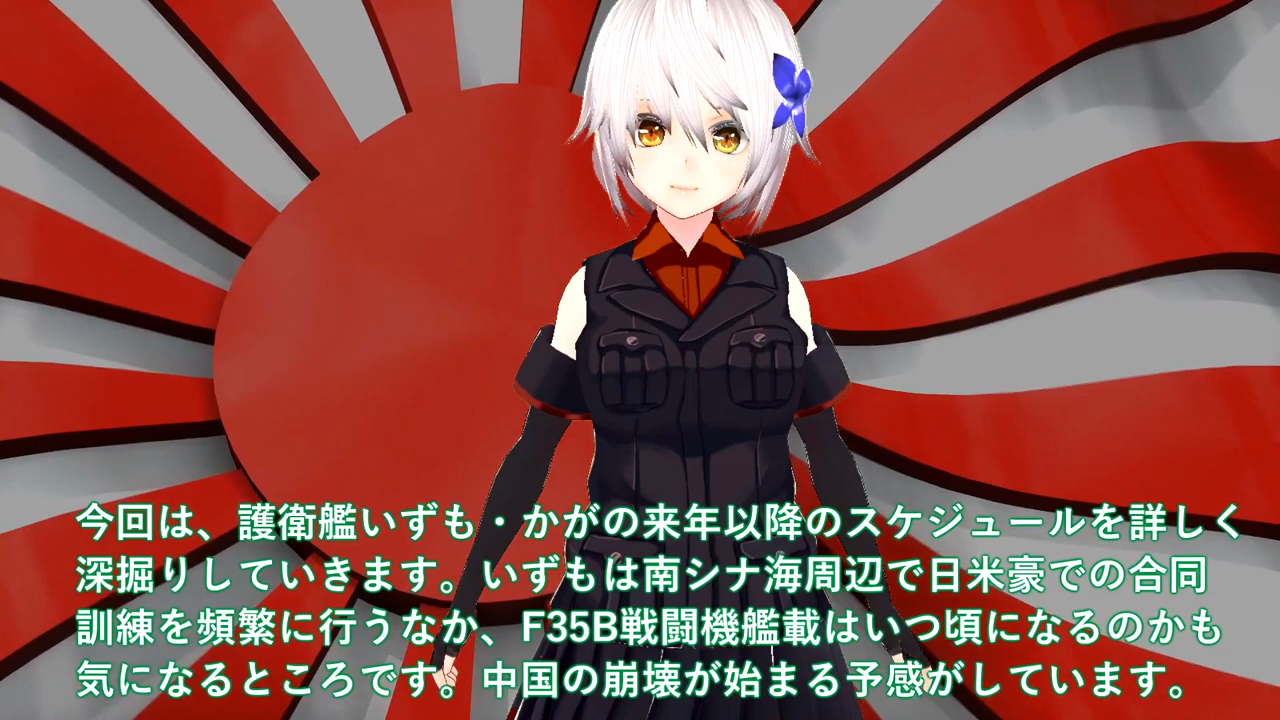 今回は、護衛艦いずも・かがの来年以降のスケジュールを詳しく
深掘りしていきます。いずもは南シナ海周辺で日米豪での合同
訓練を頻繁に行うなか、F35B戦闘機艦載はいつ頃になるのかも
気になるところです。中国の崩壊が始まる予感がしています。